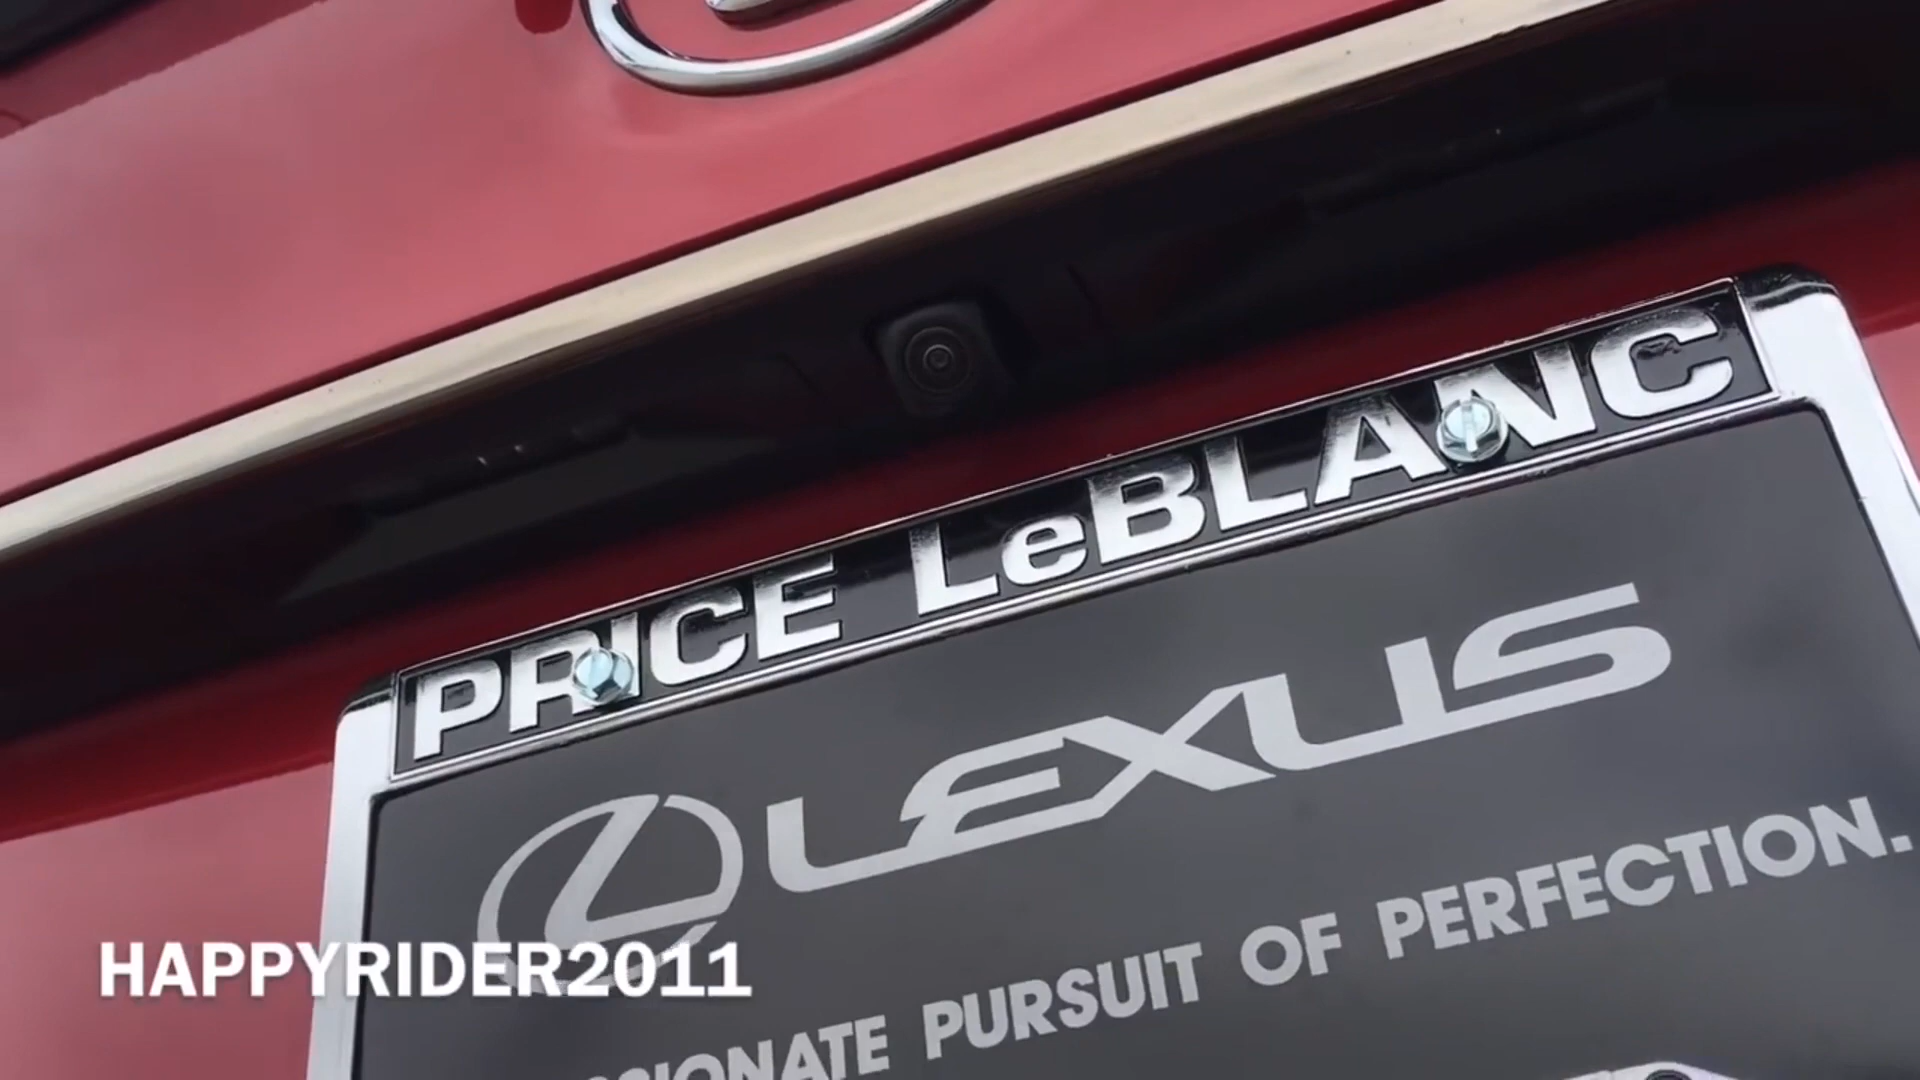 PRICE LeBLANC
LEXUS
PURSUIT OF PERFECTION.
HAPPYRIDER2011